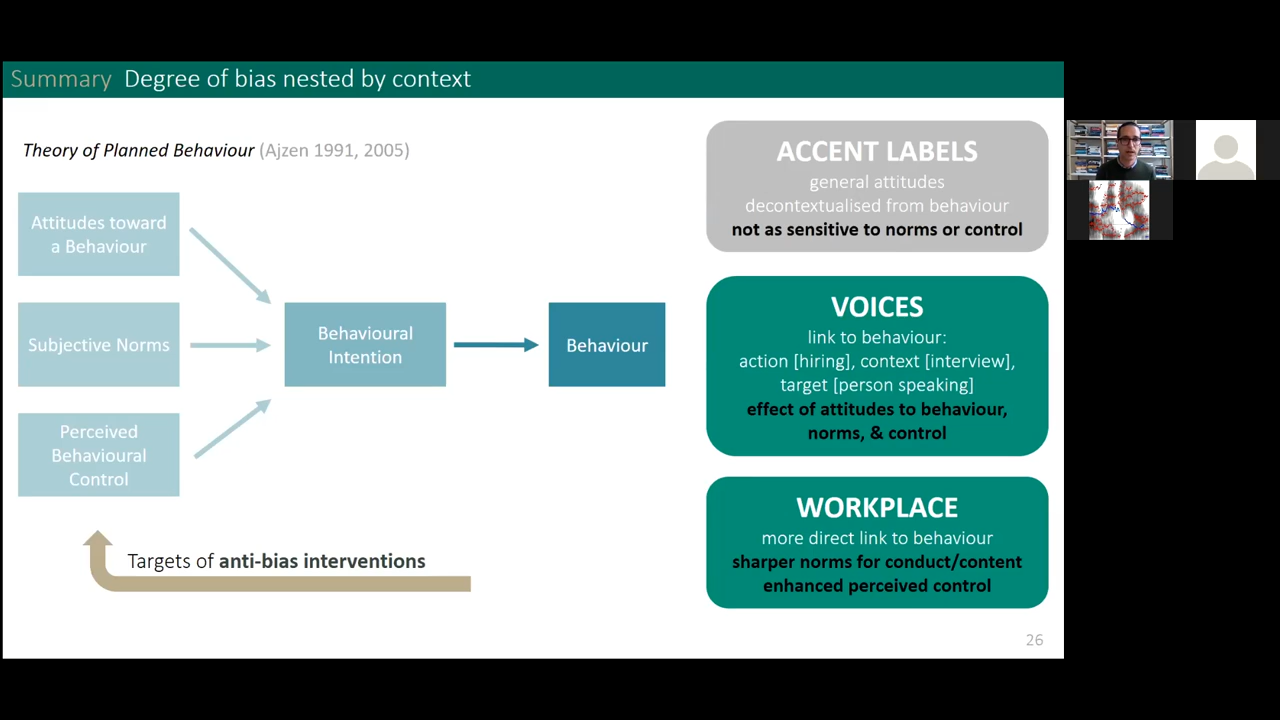 Summary Degree of bias nested by context
Theory of Planned Behaviour (Ajzen 1991, 2005)
Attitudes toward
a Behaviour
Subjective Norms
Perceived
Behavioural
Control
Behavioural
Intention
Behaviour
Targets of anti-bias interventions
ACCENT LABELS
general attitudes
decontextualised from behaviour
not as sensitive to norms or control
VOICES
link to behaviour:
action [hiring], context [interview],
target [person speaking]
effect of attitudes to behaviour,
norms, & control
WORKPLACE
more direct link to behaviour
sharper norms for conduct/content
enhanced perceived control
26